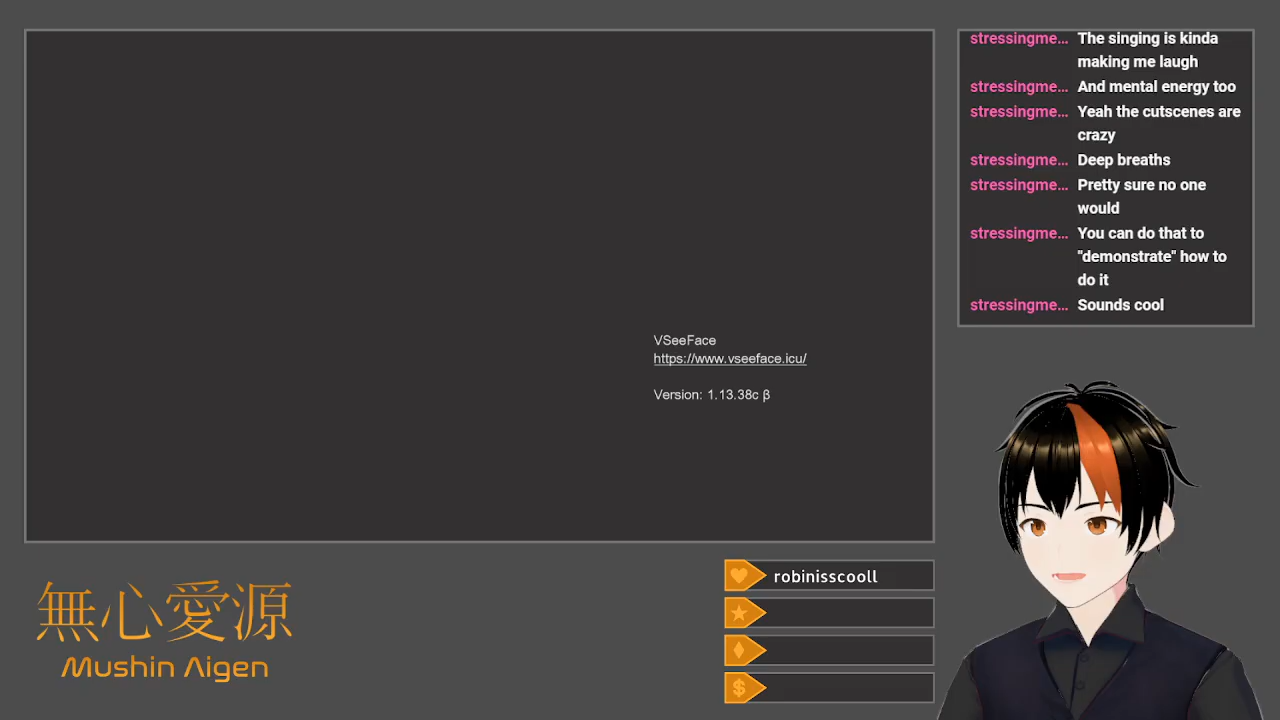 stressingme... The singing is kinda
making me laugh
stressingme... And mental energy too
stressingme... Yeah the cutscenes are
crazy
stressingme... Deep breaths
stressingme... Pretty sure no one
would
stressingme... You can do that to
"demonstrate" how to
do it
stressingme... Sounds cool
VSeeFace
https://www.vseeface.icu/
Version: 1.13.38c β
robinisscooll
無心愛源
Mushin Aigen
$